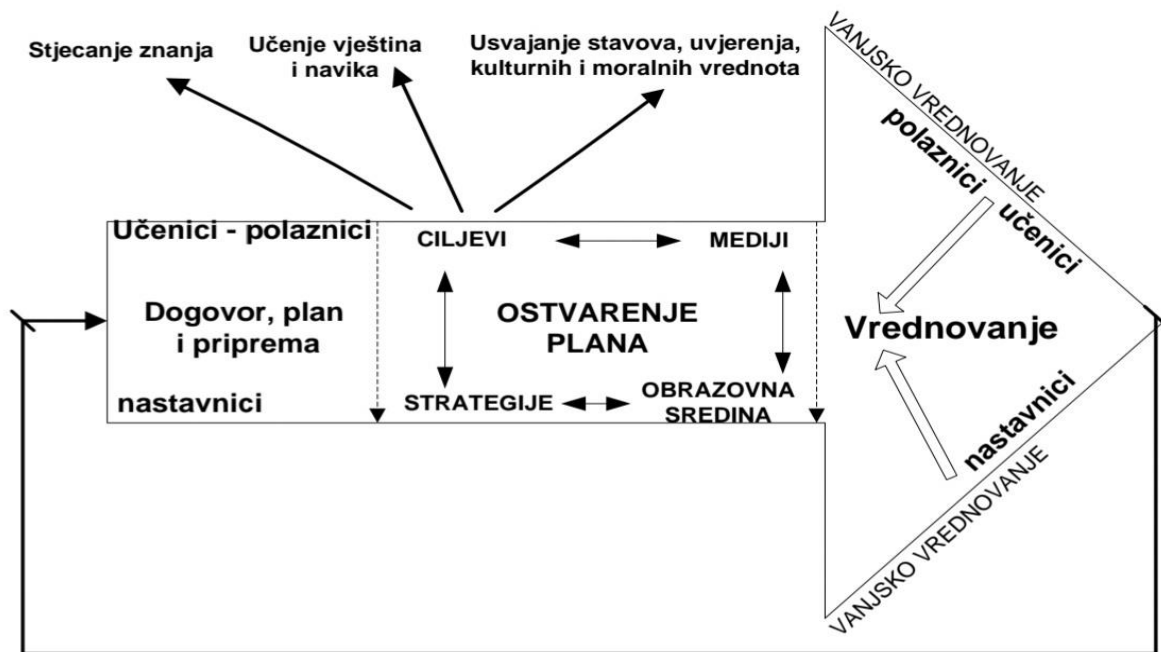 Stjecanje znanja
Učenje vještina
i navika
Usvajanje stavova, uvjerenja,
kulturnih i moralnih vrednota
VANJSKO VREDNOVANJE
polaznici
učenici
Učenici - polaznici
CILJEVI
MEDIJI
Dogovor, plan
i priprema
OSTVARENJE
PLANA
Vrednovanje
nastavnici
STRATEGIJE
OBRAZOVNA
SREDINA
nastavnici
VANJSKO VREDNOVANJE